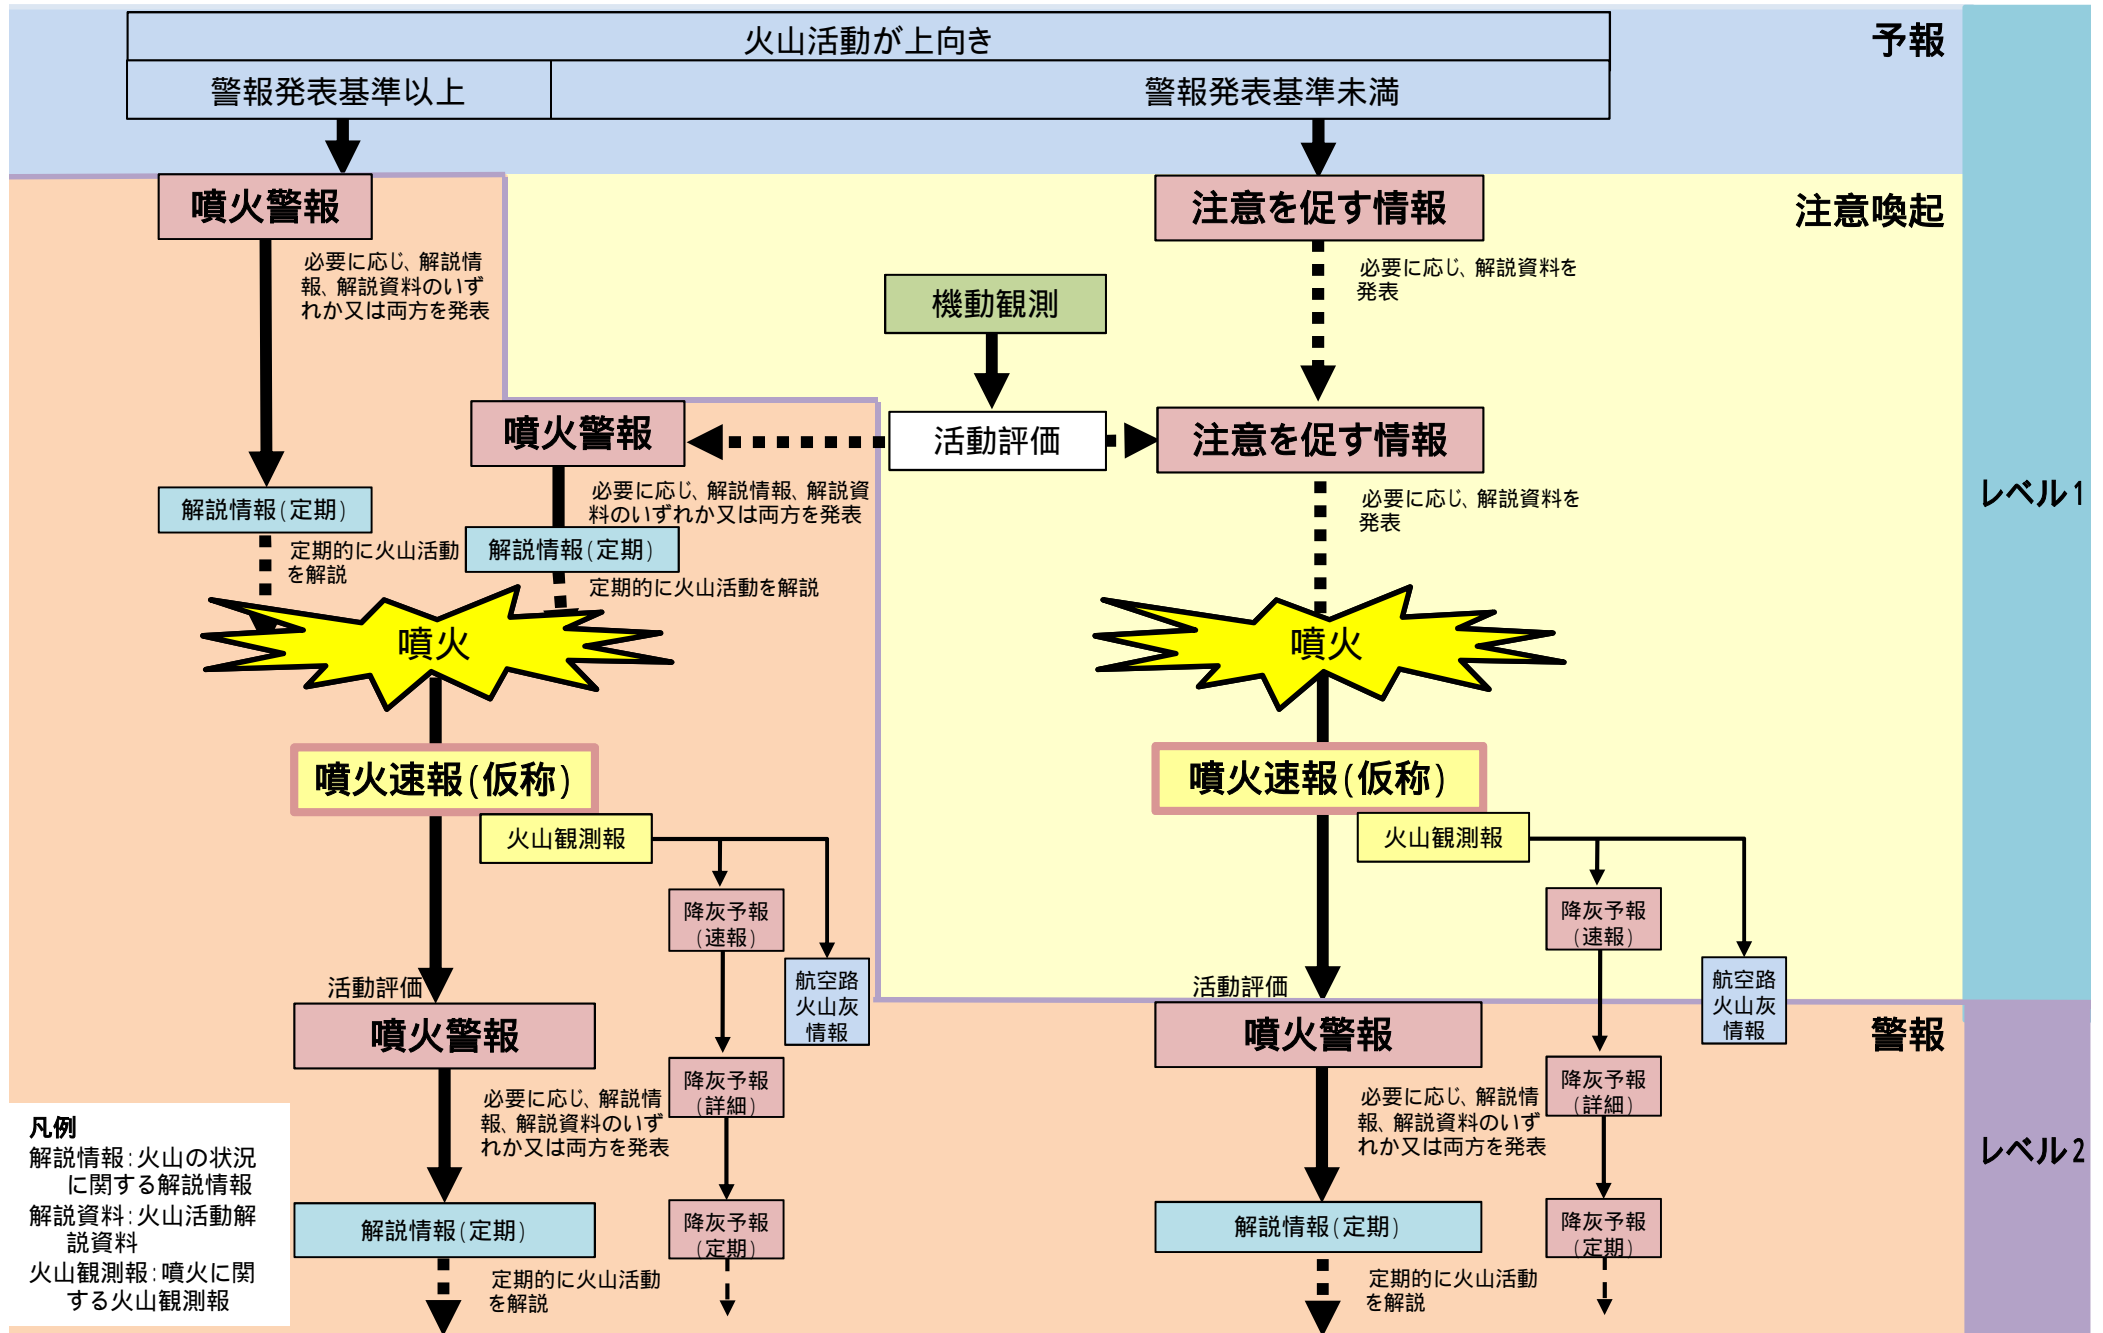 火山活動が上向き
予報
警報発表基準以上
警報発表基準未満
噴火警報
注意を促す情報
注意喚起
必要に応じ、解説情
報、解説資料のいず
れか又は両方を発表
必要に応じ、解説資料を
発表
機動観測
噴火警報
活動評価
注意を促す情報
レベル1
解説情報(定期)
必要に応じ、解説情報、解説資
料のいずれか又は両方を発表
必要に応じ、解説資料を
発表
定期的に火山活動
を解説
解説情報(定期)
定期的に火山活動を解説
噴火
噴火
噴火速報(仮称)
噴火速報(仮称)
火山観測報
火山観測報
降灰予報
(速報)
降灰予報
(速報)
航空路
火山灰
情報
航空路
火山灰
情報
活動評価
活動評価
噴火警報
噴火警報
警報
必要に応じ、解説情
報、解説資料のいず
れか又は両方を発表
降灰予報
(詳細)
必要に応じ、解説情
報、解説資料のいず
れか又は両方を発表
降灰予報
(詳細)
レベル2
解説情報(定期)
降灰予報
(定期)
解説情報(定期)
降灰予報
(定期)
定期的に火山活動
を解説
定期的に火山活動
を解説
凡例
解説情報:火山の状況
に関する解説情報
解説資料:火山活動解
説資料
火山観測報:噴火に関
する火山観測報